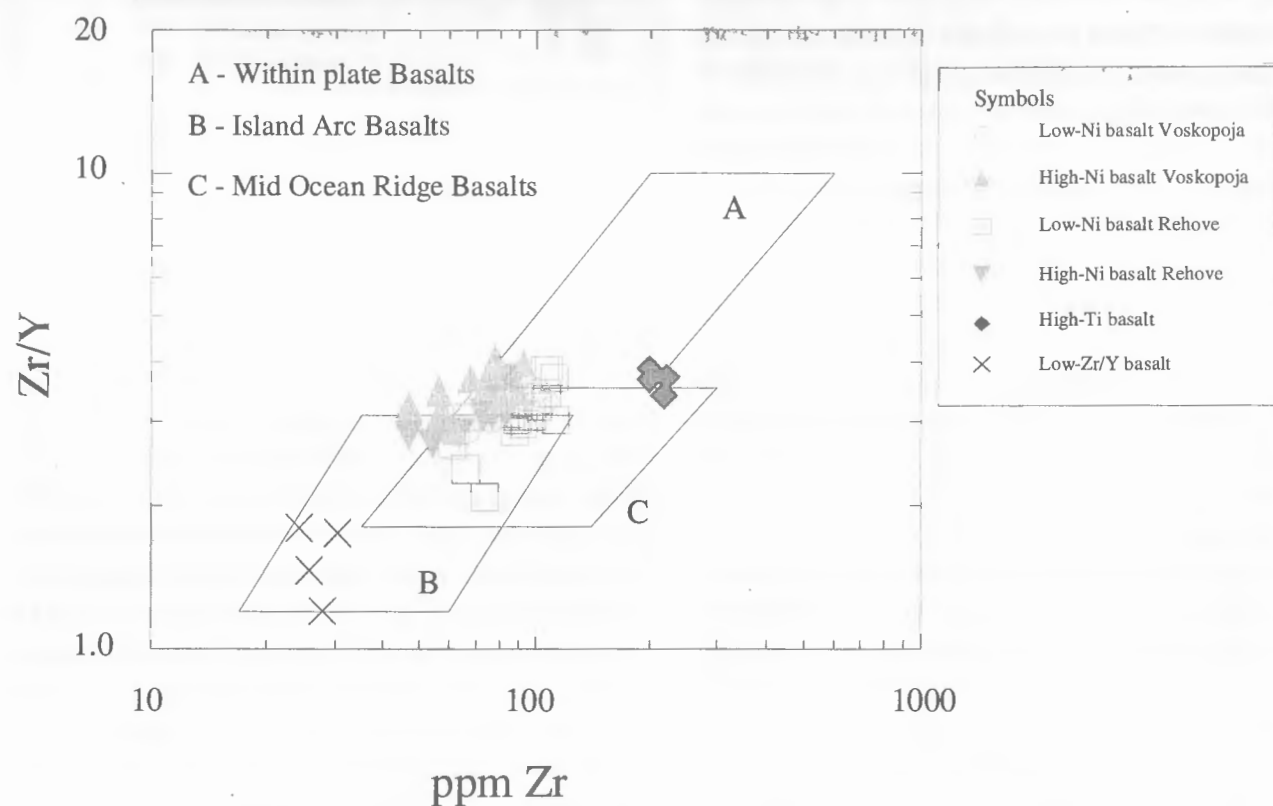 20
A - Within plate Basalts
B - Island Arc Basalts
C - Mid Ocean Ridge Basalts
10
A
Zr/Y
C
B
1.0
10
100
1000
ppm Zr
Symbols
Low-Ni basalt Voskopoja
High-Ni basalt Voskopoja
Low-Ni basalt Rehove
High-Ni basalt Rehove
High-Ti basalt
Low-Zr/Y basalt